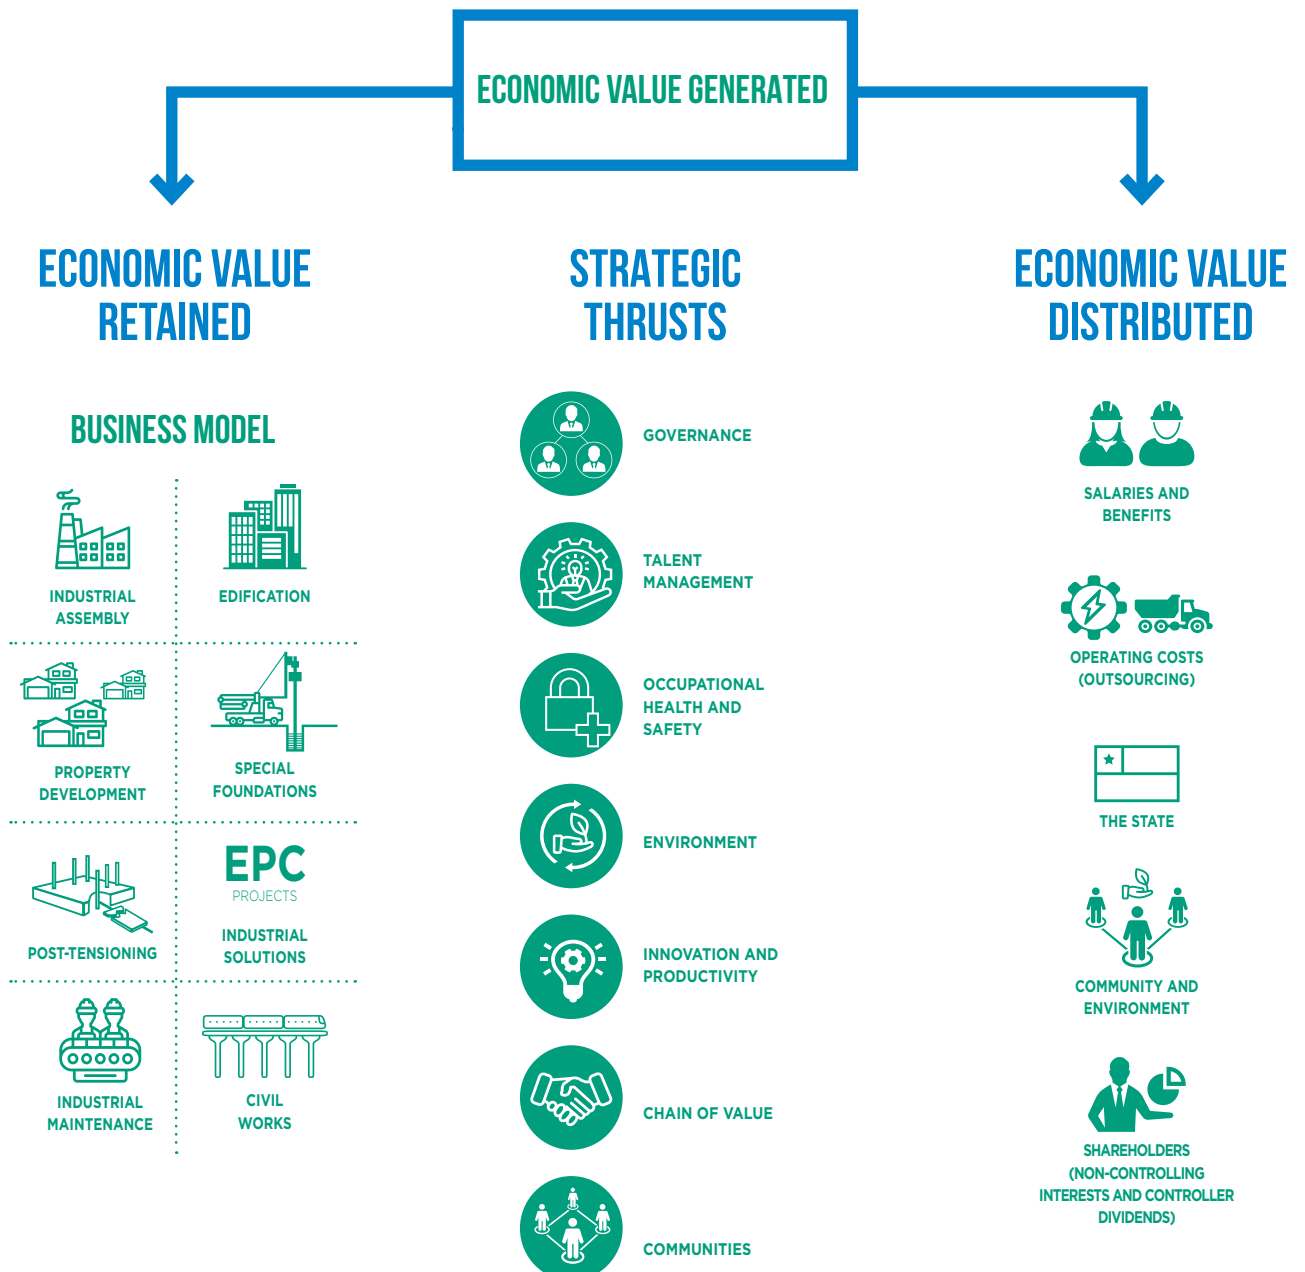 ECONOMIC VALUE GENERATED
ECONOMIC VALUE
RETAINED
BUSINESS MODEL
INDUSTRIAL
ASSEMBLY
EDIFICATION
PROPERTY
DEVELOPMENT
SPECIAL
FOUNDATIONS
POST-TENSIONING
EPC
PROJECTS
INDUSTRIAL
SOLUTIONS
INDUSTRIAL
MAINTENANCE
CIVIL
WORKS
STRATEGIC
THRUSTS
GOVERNANCE
TALENT
MANAGEMENT
OCCUPATIONAL
HEALTH AND
SAFETY
ENVIRONMENT
INNOVATION AND
PRODUCTIVITY
CHAIN OF VALUE
COMMUNITIES
ECONOMIC VALUE
DISTRIBUTED
SALARIES AND
BENEFITS
OPERATING COSTS
(OUTSOURCING)
THE STATE
COMMUNITY AND
ENVIRONMENT
SHAREHOLDERS
(NON-CONTROLLING
INTERESTS AND CONTROLLER
DIVIDENDS)